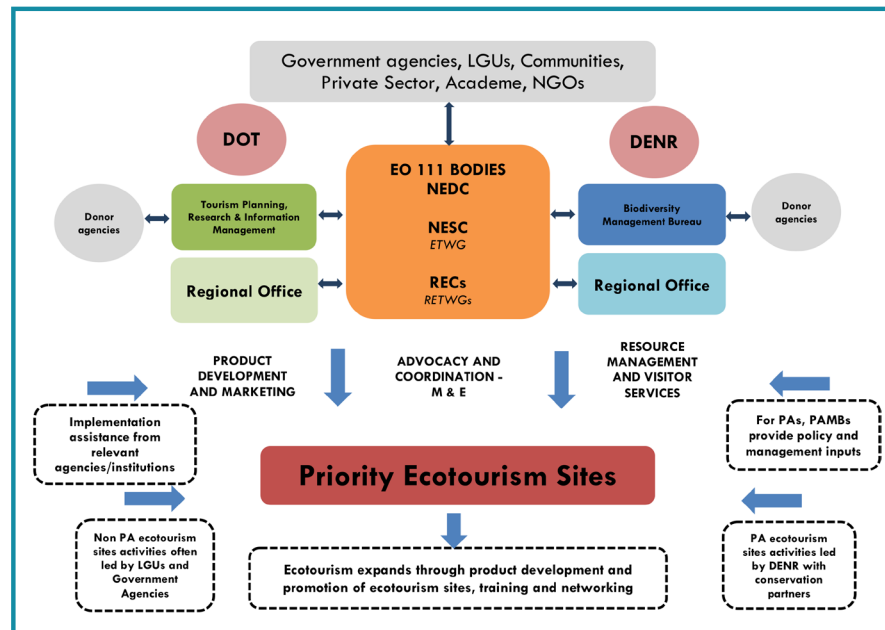 Government agencies, LGUs, Communities,
Private Sector, Academe, NGOs
DOT
DENR
EO 111 BODIES
NEDC
NESC
ETWG
RECs
RETWGs
Donor
agencies
Tourism Planning,
Research & Information
Management
Biodiversity
Management Bureau
Donor
agencies
Regional Office
Regional Office
PRODUCT
DEVELOPMENT
AND MARKETING
ADVOCACY AND
COORDINATION -
M & E
RESOURCE
MANAGEMENT
AND VISITOR
SERVICES
Implementation
assistance from
relevant
agencies/institutions
For PAs, PAMBs
provide policy and
management inputs
Priority Ecotourism Sites
Non PA ecotourism
sites activities often
led by LGUs and
Government
Agencies
Ecotourism expands through product development and
promotion of ecotourism sites, training and networking
PA ecotourism
sites activities led
by DENR with
conservation
partners